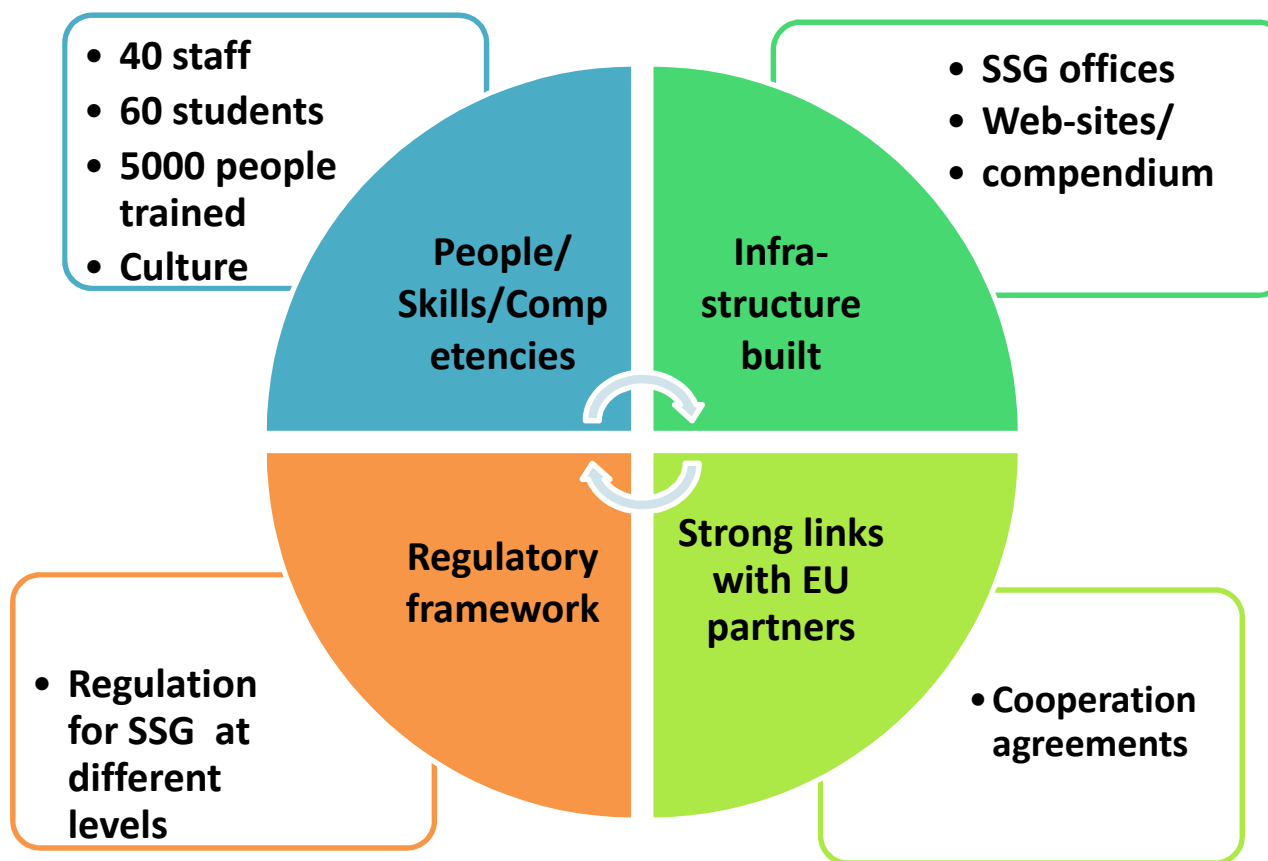 • 40 staff
• 60 students
• 5000 people
trained
• Culture
• SSG offices
• Web-sites/
• compendium
People/
Skills/Comp
etencies
Infra-
structure
built
Regulatory
framework
Strong links
with EU
partners
• Regulation
for SSG at
different
levels
• Cooperation
agreements